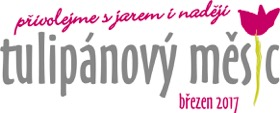 přivolejme s jarem i naději
tulipánový měsíc
březen 2017